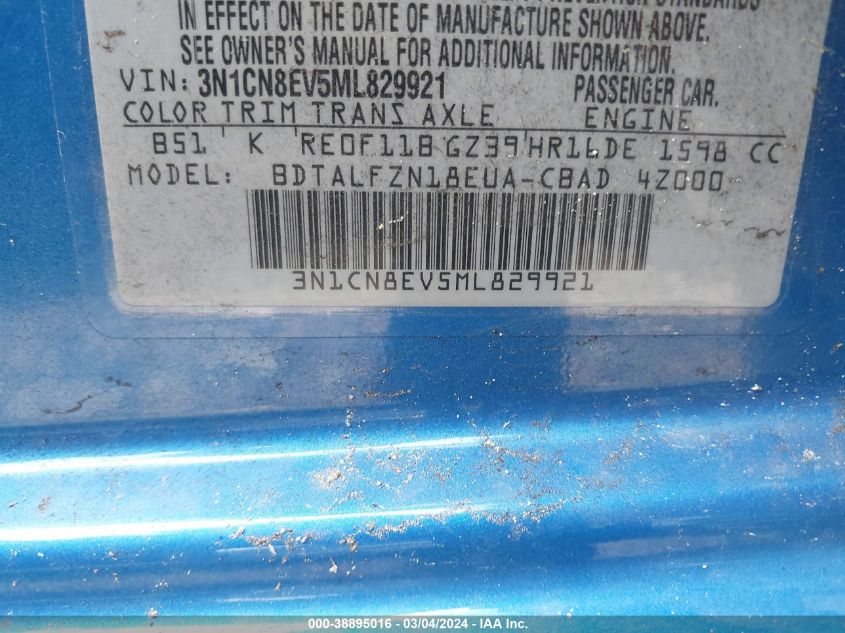 STANDARDS
IN EFFECT ON THE DATE OF MANUFACTURE SHOWN ABOVE.
SEE OWNER'S MANUAL FOR ADDITIONAL INFORMATION.
VIN: 3N1CN8EV5ML829921 PASSENGER CAR.
COLOR TRIM TRANS AXLE ENGINE
B51 K RE0F11B GZ39 HR16DE 1598 CC
MODEL: BDTALFZN18EUA-CBAD 4Z000
3N1CN8EV5ML829921
000-38895016 - 03/04/2024 - IAA Inc.